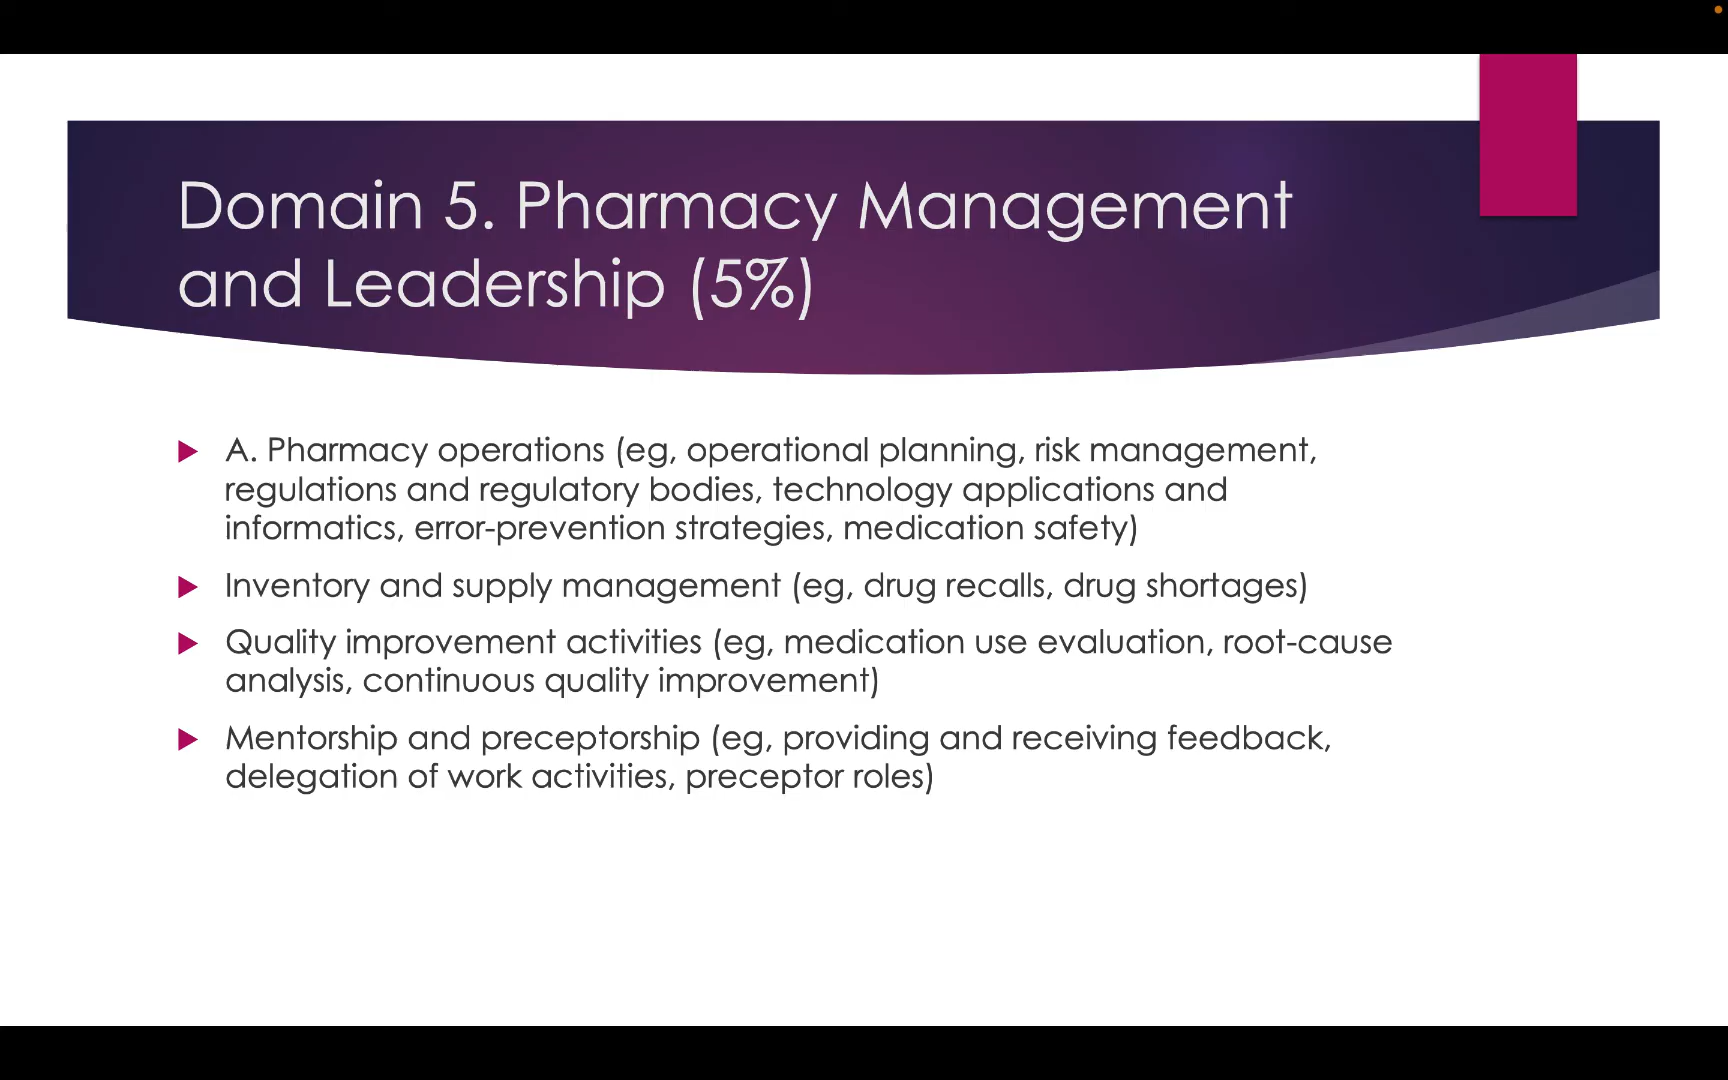 Domain 5. Pharmacy Management
and Leadership (5%)
A. Pharmacy operations (eg, operational planning, risk management,
regulations and regulatory bodies, technology applications and
informatics, error-prevention strategies, medication safety)
Inventory and supply management (eg, drug recalls, drug shortages)
Quality improvement activities (eg, medication use evaluation, root-cause
analysis, continuous quality improvement)
Mentorship and preceptorship (eg, providing and receiving feedback,
delegation of work activities, preceptor roles)